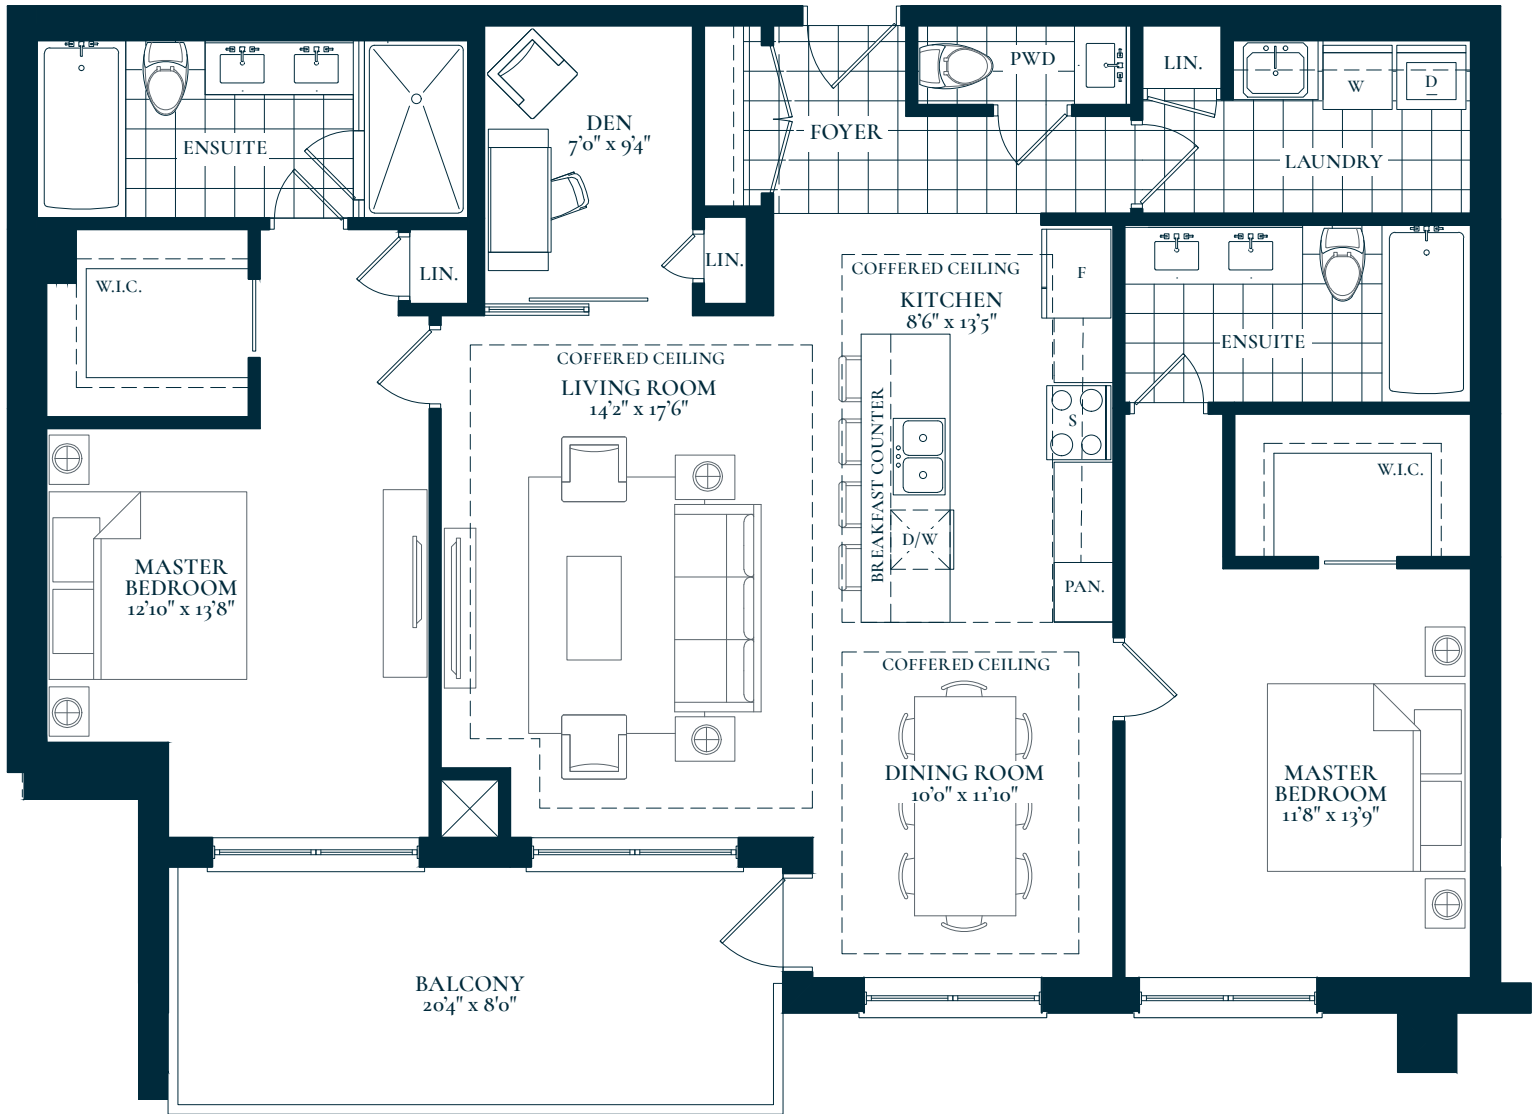 PWD
LIN.
W
D
DEN
7'0" x 9'4"
FOYER
ENSUITE
LAUNDRY
LIN.
LIN.
W.I.C.
COFFERED CEILING
F
KITCHEN
8'6" x 13'5"
ENSUITE
COFFERED CEILING
LIVING ROOM
14'2" x 17'6"
BREAKFAST COUNTER
S
W.I.C.
D/W
PAN.
MASTER
BEDROOM
12'10" x 13'8"
COFFERED CEILING
DINING ROOM
10'0" x 11'10"
MASTER
BEDROOM
11'8" x 13'9"
BALCONY
20'4" x 8'0"